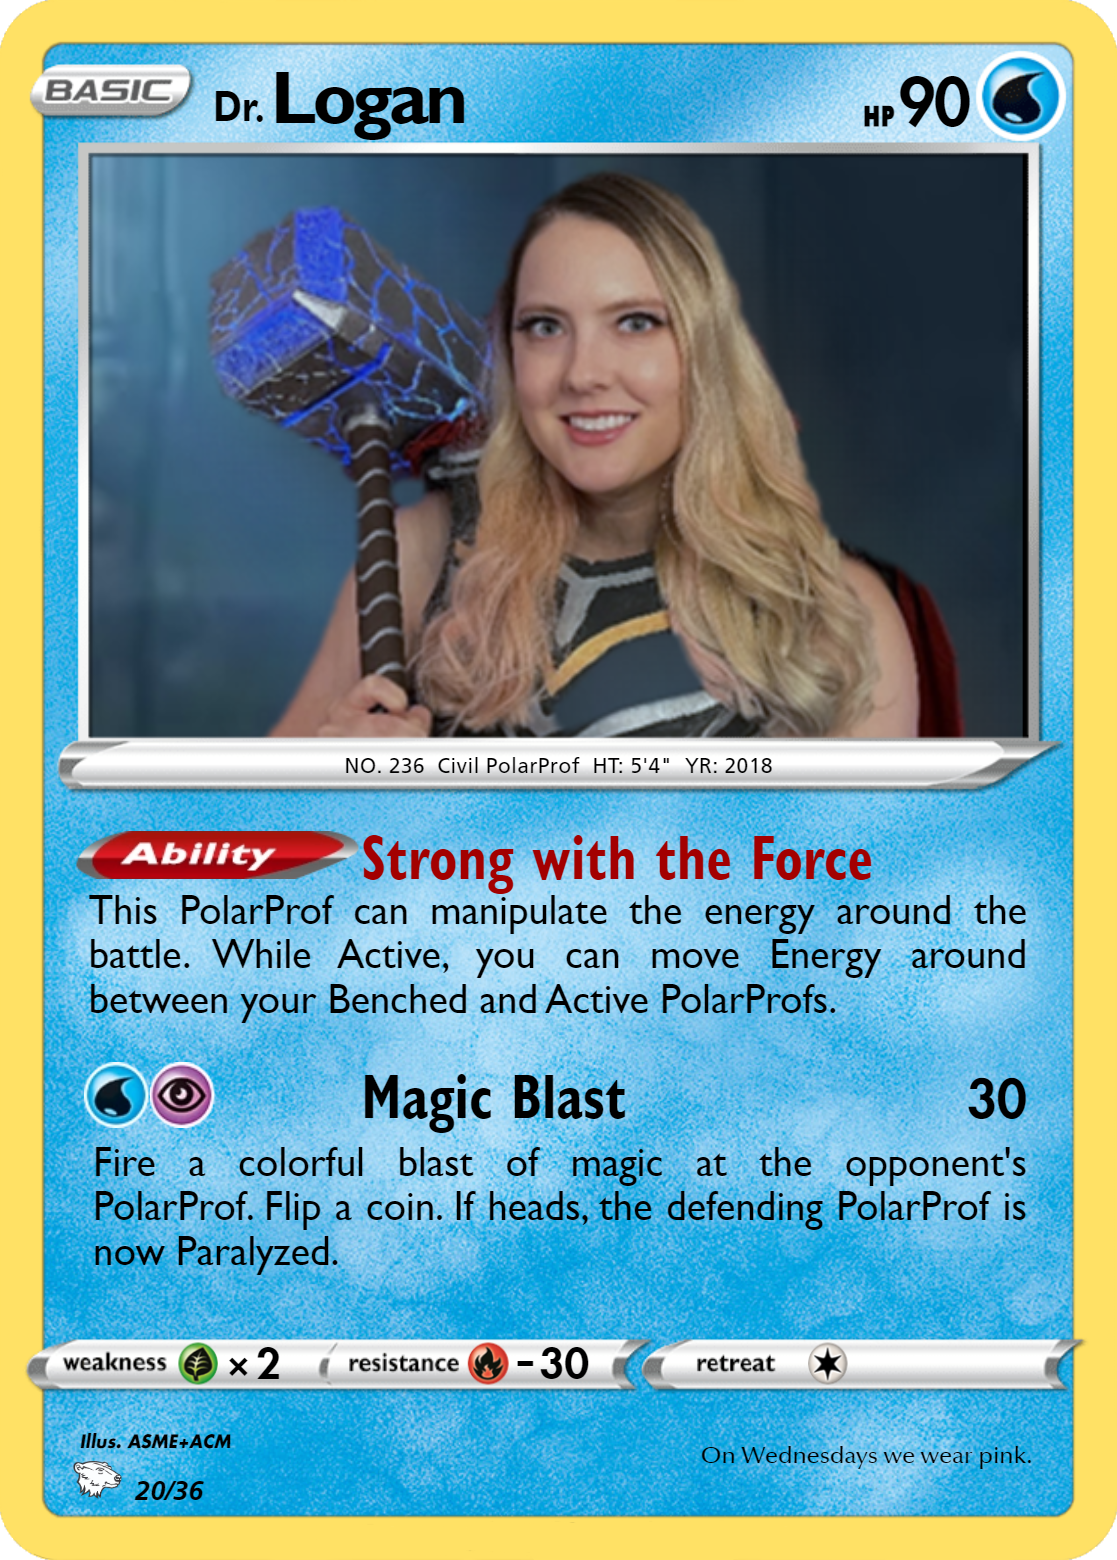 BASIC
Dr. Logan
HP 90
NO. 236 Civil PolarProf HT: 5'4" YR: 2018
Ability Strong with the Force
This PolarProf can manipulate the energy around the
battle. While Active, you can move Energy around
between your Benched and Active PolarProfs.
Magic Blast 30
Fire a colorful blast of magic at the opponent's
PolarProf. Flip a coin. If heads, the defending PolarProf is
now Paralyzed.
weakness × 2 resistance -30 retreat
Illus. ASME+ACM
On Wednesdays we wear pink.
20/36